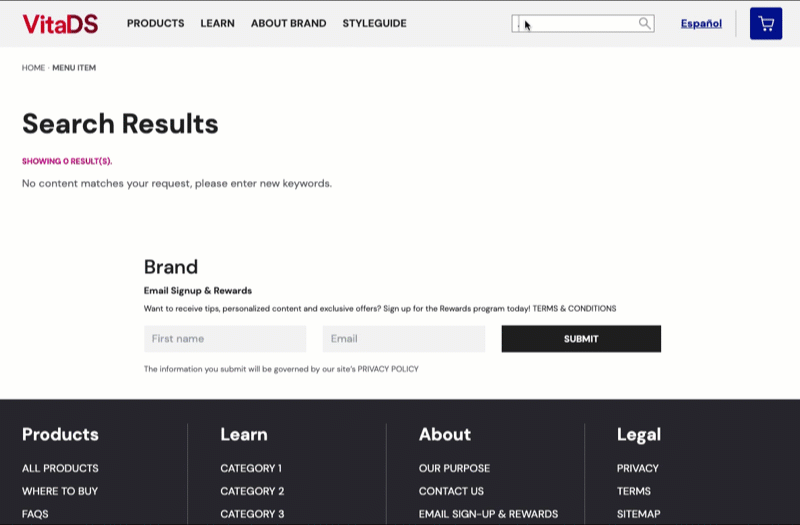 VitaDS PRODUCTS LEARN ABOUT BRAND STYLEGUIDE Español
HOME · MENU ITEM
Search Results
SHOWING 0 RESULT(S).
No content matches your request, please enter new keywords.
Brand
Email Signup & Rewards
Want to receive tips, personalized content and exclusive offers? Sign up for the Rewards program today! TERMS & CONDITIONS
First name Email SUBMIT
The information you submit will be governed by our site's PRIVACY POLICY
Products Learn About Legal
ALL PRODUCTS CATEGORY 1 OUR PURPOSE PRIVACY
WHERE TO BUY CATEGORY 2 CONTACT US TERMS
FAQS CATEGORY 3 EMAIL SIGN-UP & REWARDS SITEMAP